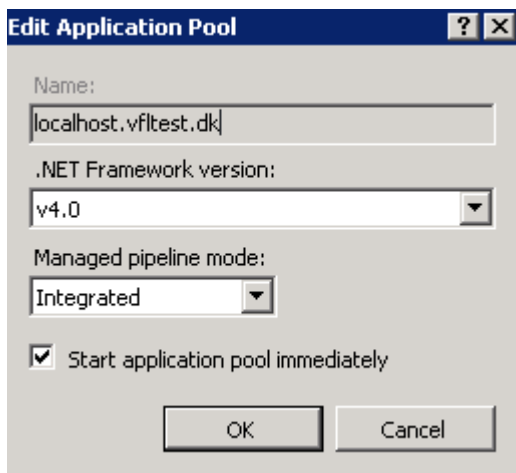 Edit Application Pool
Name:
localhost.vfltest.dk
.NET Framework version:
v4.0
Managed pipeline mode:
Integrated
Start application pool immediately
OK
Cancel